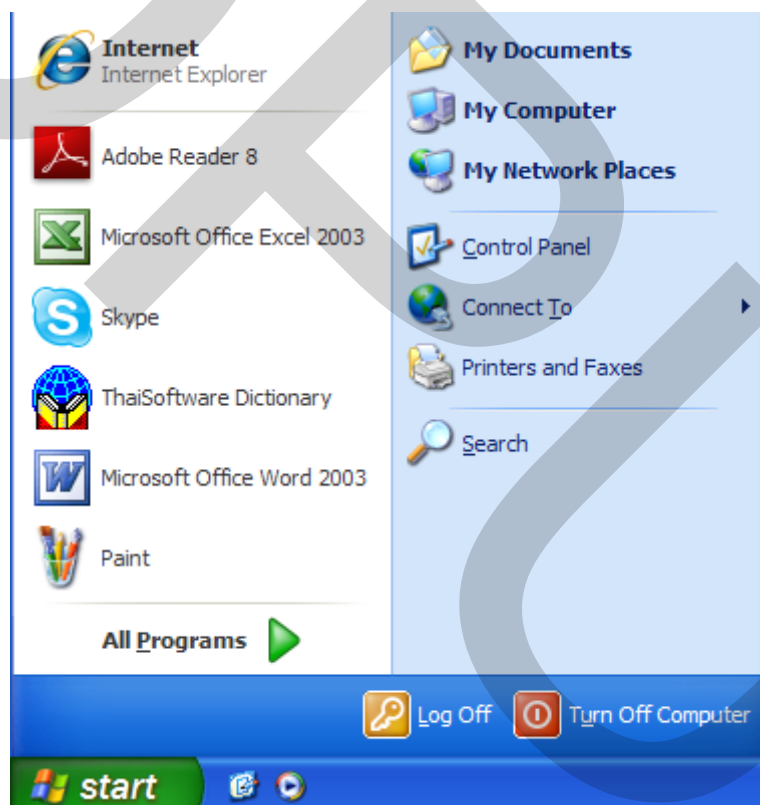 Internet
Internet Explorer
Adobe Reader 8
Microsoft Office Excel 2003
Skype
ThaiSoftware Dictionary
Microsoft Office Word 2003
Paint
All Programs
My Documents
My Computer
My Network Places
Control Panel
Connect To
Printers and Faxes
Search
Log Off
Turn Off Computer
start